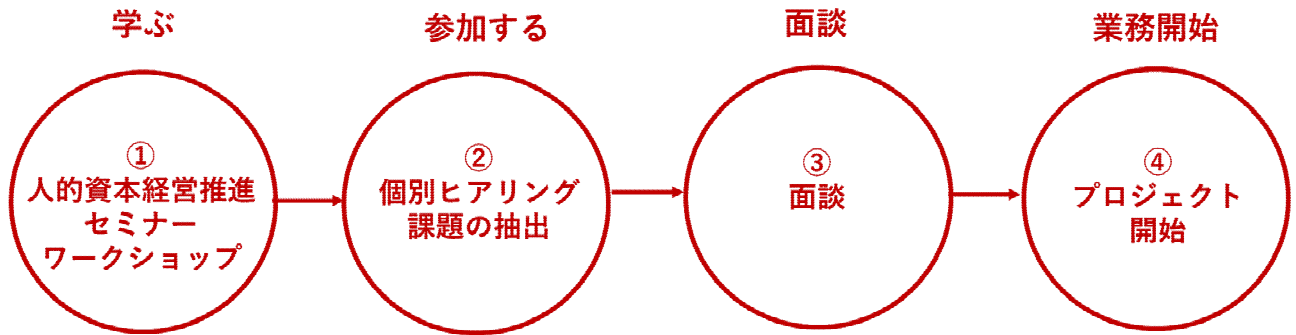 学ぶ
参加する
面談
業務開始
①
人的資本経営推進
セミナー
ワークショップ
②
個別ヒアリング
課題の抽出
③
面談
④
プロジェクト
開始